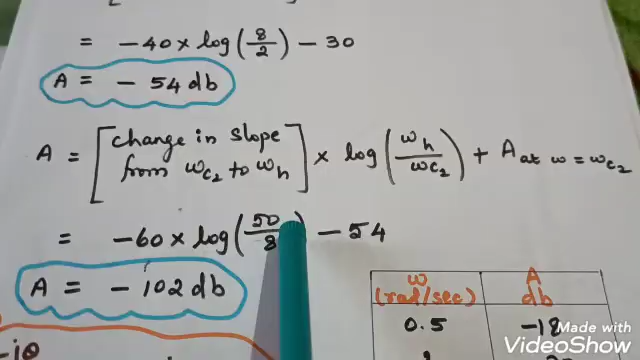 = -40 × log(8/2) - 30
A = - 54 db
A = [change in slope from ωc2 to ωh] × log(ωh/ωc2) + A at ω = ωc2
= -60 × log(50/8) - 54
A = - 102 db
ω (rad/sec) A db
0.5 -18
Made with
VideoShow